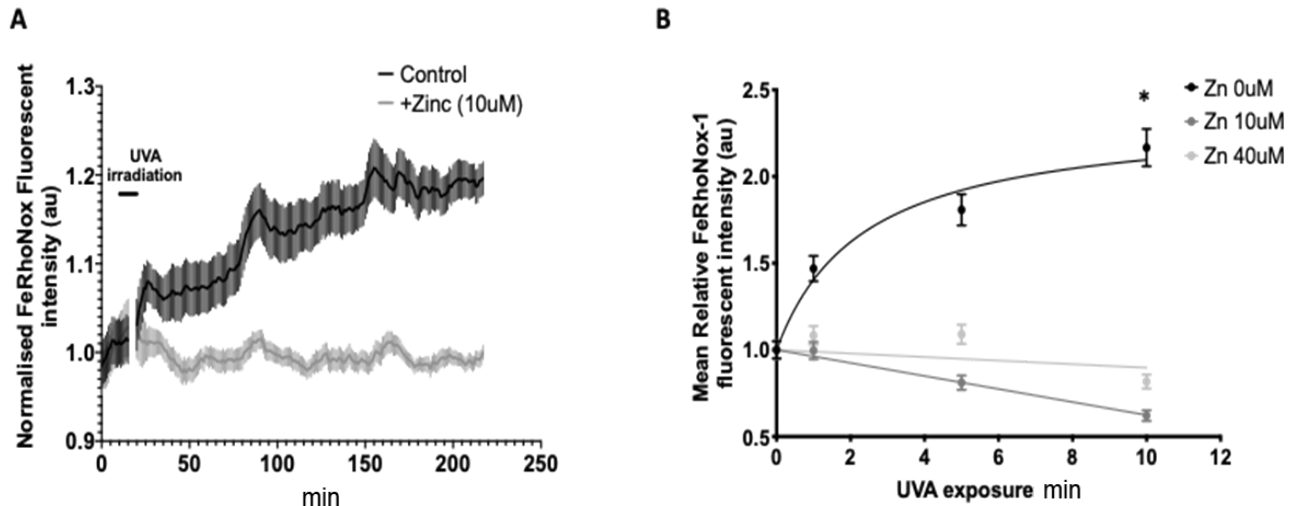 A
Normalised FeRhoNox Fluorescent
intensity (au)
1.3
1.2
1.1
1.0
0.9
UVA
irradiation
Control
+Zinc (10uM)
0 50 100 150 200 250
min
B
Mean Relative FeRhoNox-1
fluorescent intensity (au)
2.5
2.0
1.5
1.0
0.5
*
Zn 0uM
Zn 10uM
Zn 40uM
0 2 4 6 8 10 12
UVA exposure min